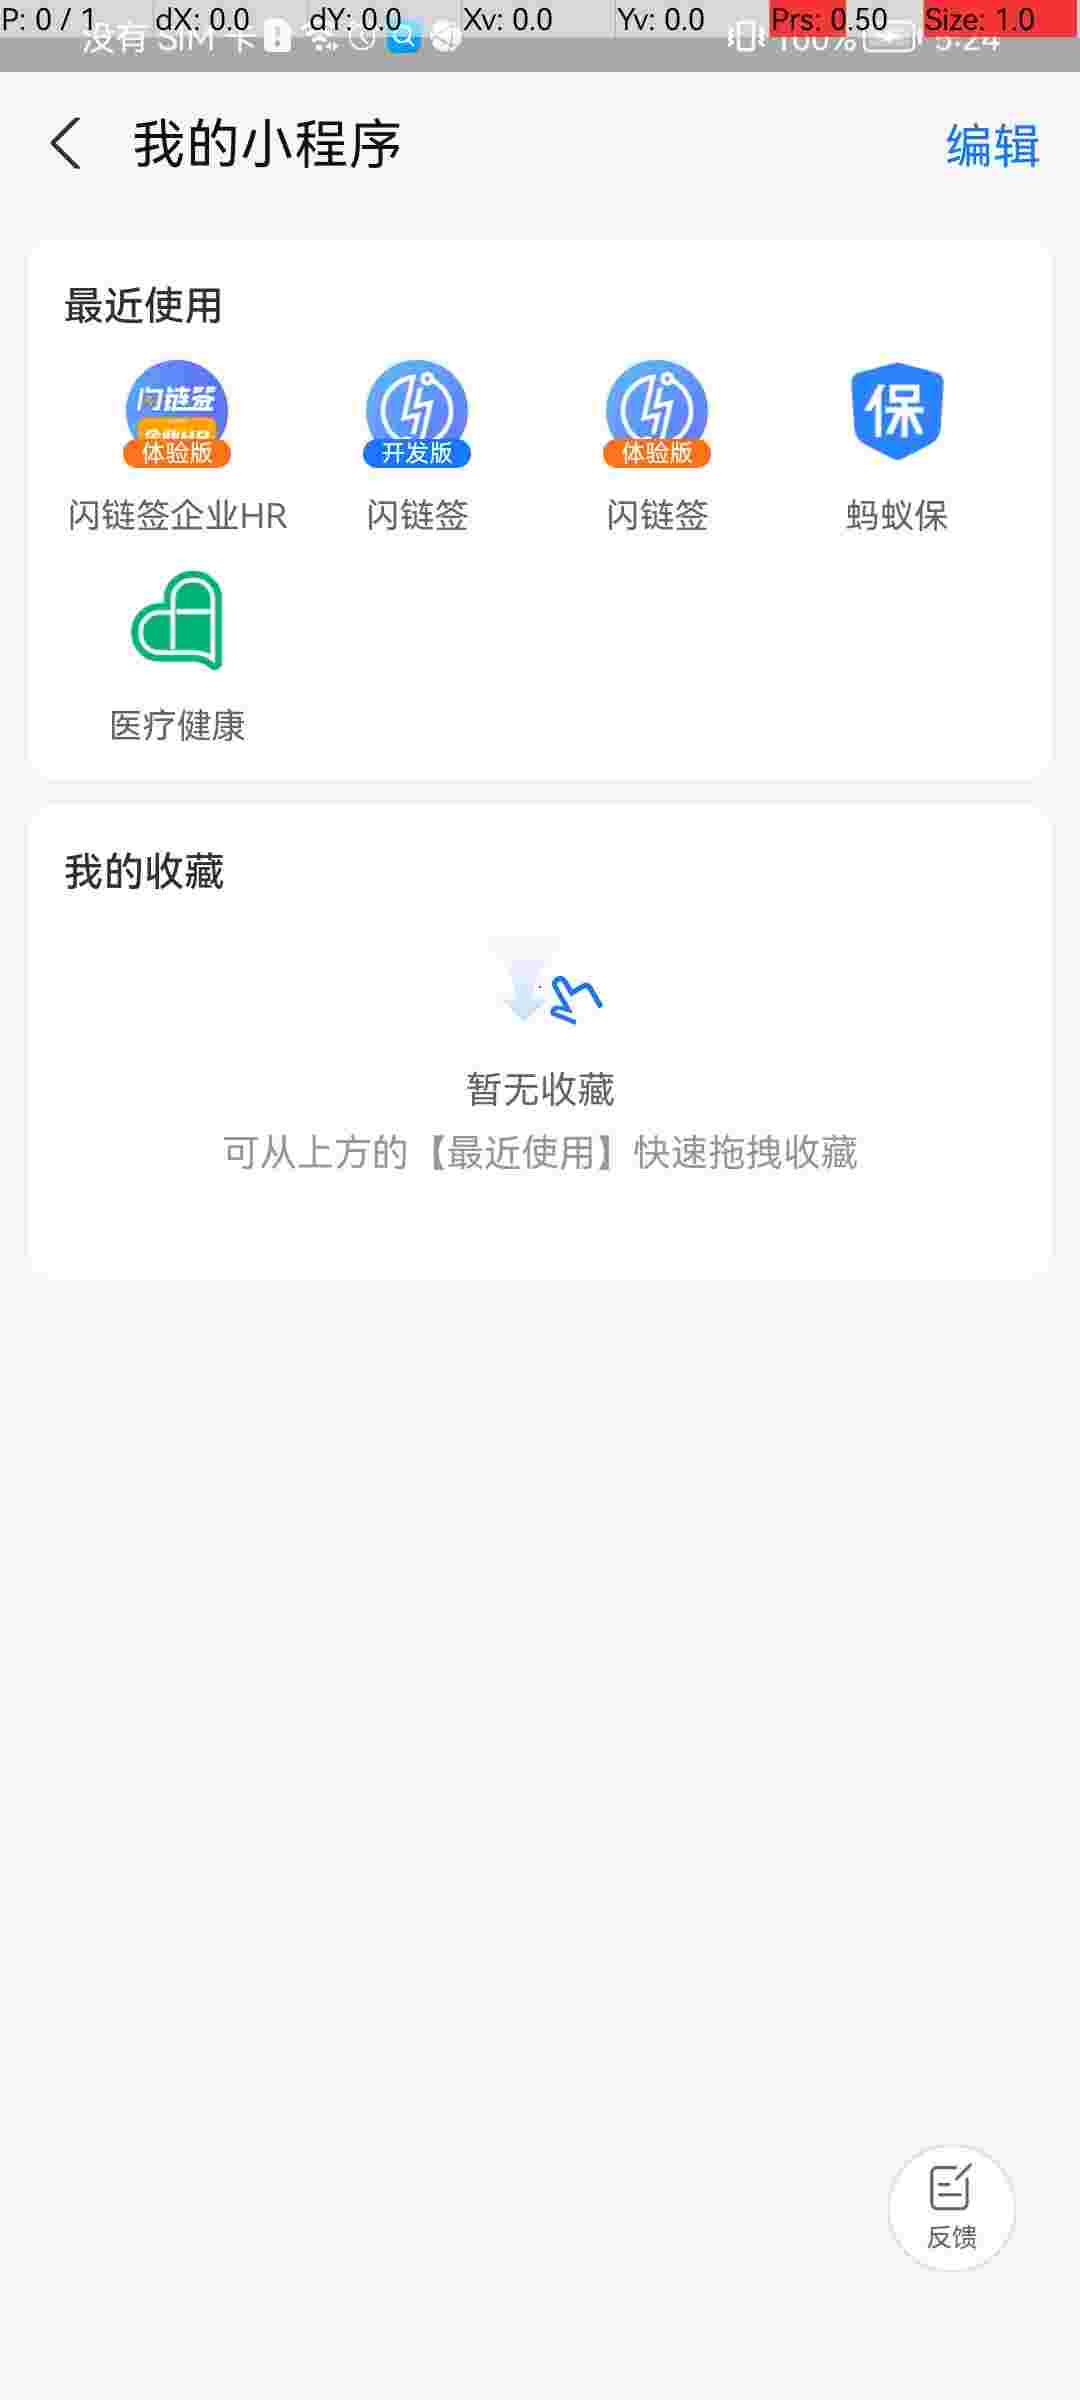 P: 0 / 1 dX: 0.0 dY: 0.0 Xv: 0.0 Yv: 0.0 Prs: 0.50 Size: 1.0
没有 SIM 卡 100% 5:24
我的小程序 编辑
最近使用
闪链签
体验版 开发版 体验版 保
闪链签企业HR 闪链签 闪链签 蚂蚁保
医疗健康
我的收藏
暂无收藏
可从上方的【最近使用】快速拖拽收藏
反馈